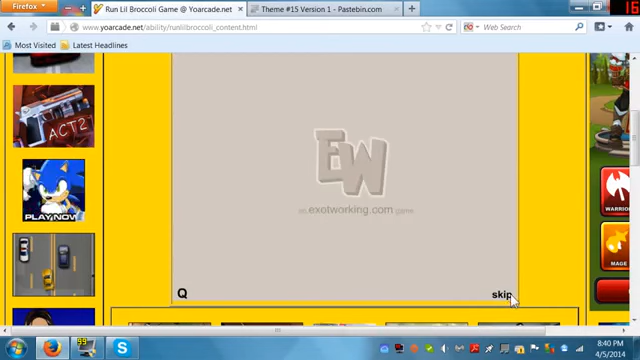 Firefox
Run Lil Broccoli Game @ Yoarcade.net
Theme #15 Version 1 - Pastebin.com
16
www.yoarcade.net/ability/runlilbroccoli_content.html
Web Search
Most Visited
Latest Headlines
ACT2
PLAY NOW
EW
exotworking.com game
Q
skip
WARRIOR
MAGE
99
8:40 PM
4/5/2014